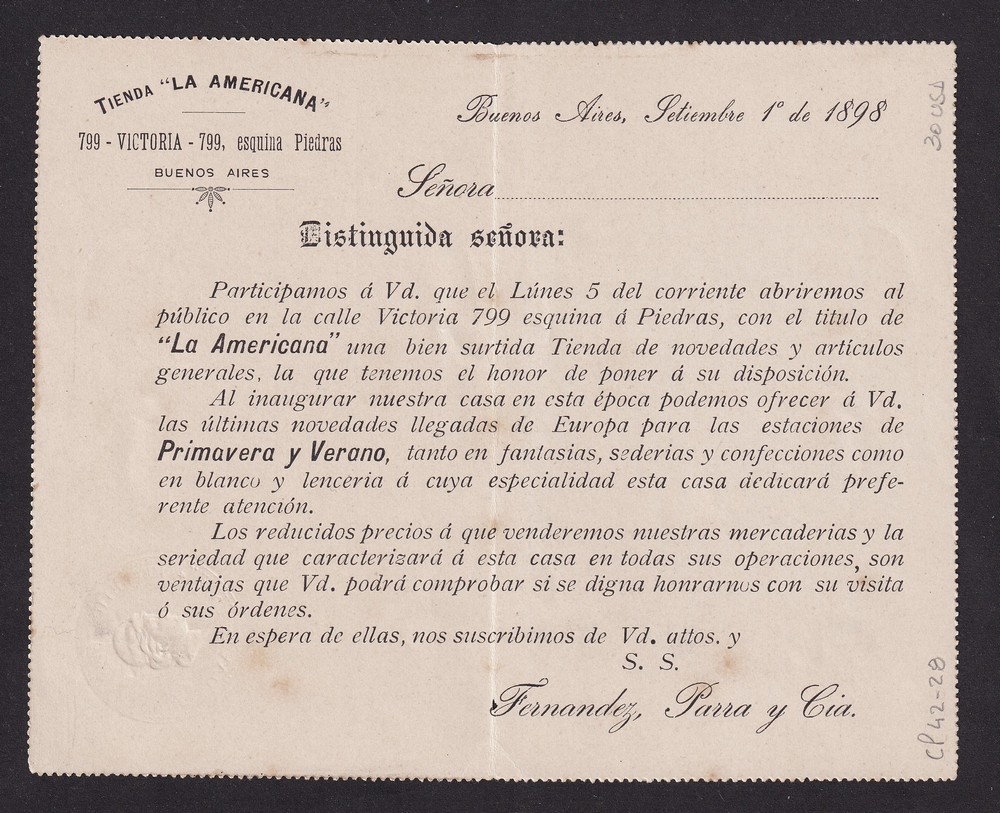 TIENDA "LA AMERICANA"
799 - VICTORIA - 799, esquina Piedras
BUENOS AIRES
Buenos Aires, Setiembre 1º de 1898
Señora
Distinguida señora:
Participamos á Vd. que el Lúnes 5 del corriente abriremos al
público en la calle Victoria 799 esquina á Piedras, con el titulo de
"La Americana" una bien surtida Tienda de novedades y artículos
generales, la que tenemos el honor de poner á su disposición.
Al inaugurar nuestra casa en esta época podemos ofrecer á Vd.
las últimas novedades llegadas de Europa para las estaciones de
Primavera y Verano, tanto en fantasias, sederias y confecciones como
en blanco y lenceria á cuya especialidad esta casa dedicará prefe-
rente atención.
Los reducidos precios á que venderemos nuestras mercaderias y la
seriedad que caracterizará á esta casa en todas sus operaciones, son
ventajas que Vd. podrá comprobar si se digna honrarnos con su visita
ó sus órdenes.
En espera de ellas, nos suscribimos de Vd. attos. y
S. S.
Fernandez, Parra y Cia.
30 USD
CP 42-28